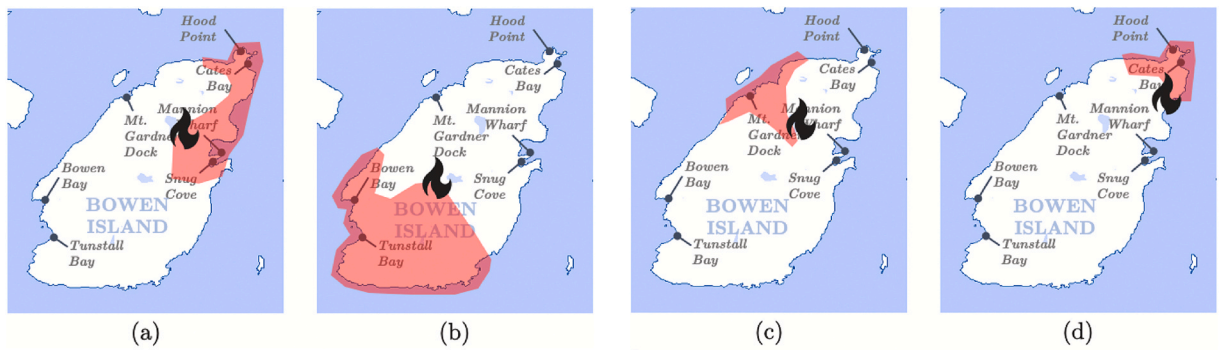 Hood
Point
Cates
Bay
Mannion
Wharf
Mt.
Gardner
Dock
Snug
Cove
Bowen
Bay
BOWEN
ISLAND
Tunstall
Bay
(a)
Hood
Point
Cates
Bay
Mannion
Wharf
Mt.
Gardner
Dock
Snug
Cove
Bowen
Bay
BOWEN
ISLAND
Tunstall
Bay
(b)
Hood
Point
Cates
Bay
Mannion
Wharf
Mt.
Gardner
Dock
Snug
Cove
Bowen
Bay
BOWEN
ISLAND
Tunstall
Bay
(c)
Hood
Point
Cates
Bay
Mannion
Wharf
Mt.
Gardner
Dock
Snug
Cove
Bowen
Bay
BOWEN
ISLAND
Tunstall
Bay
(d)